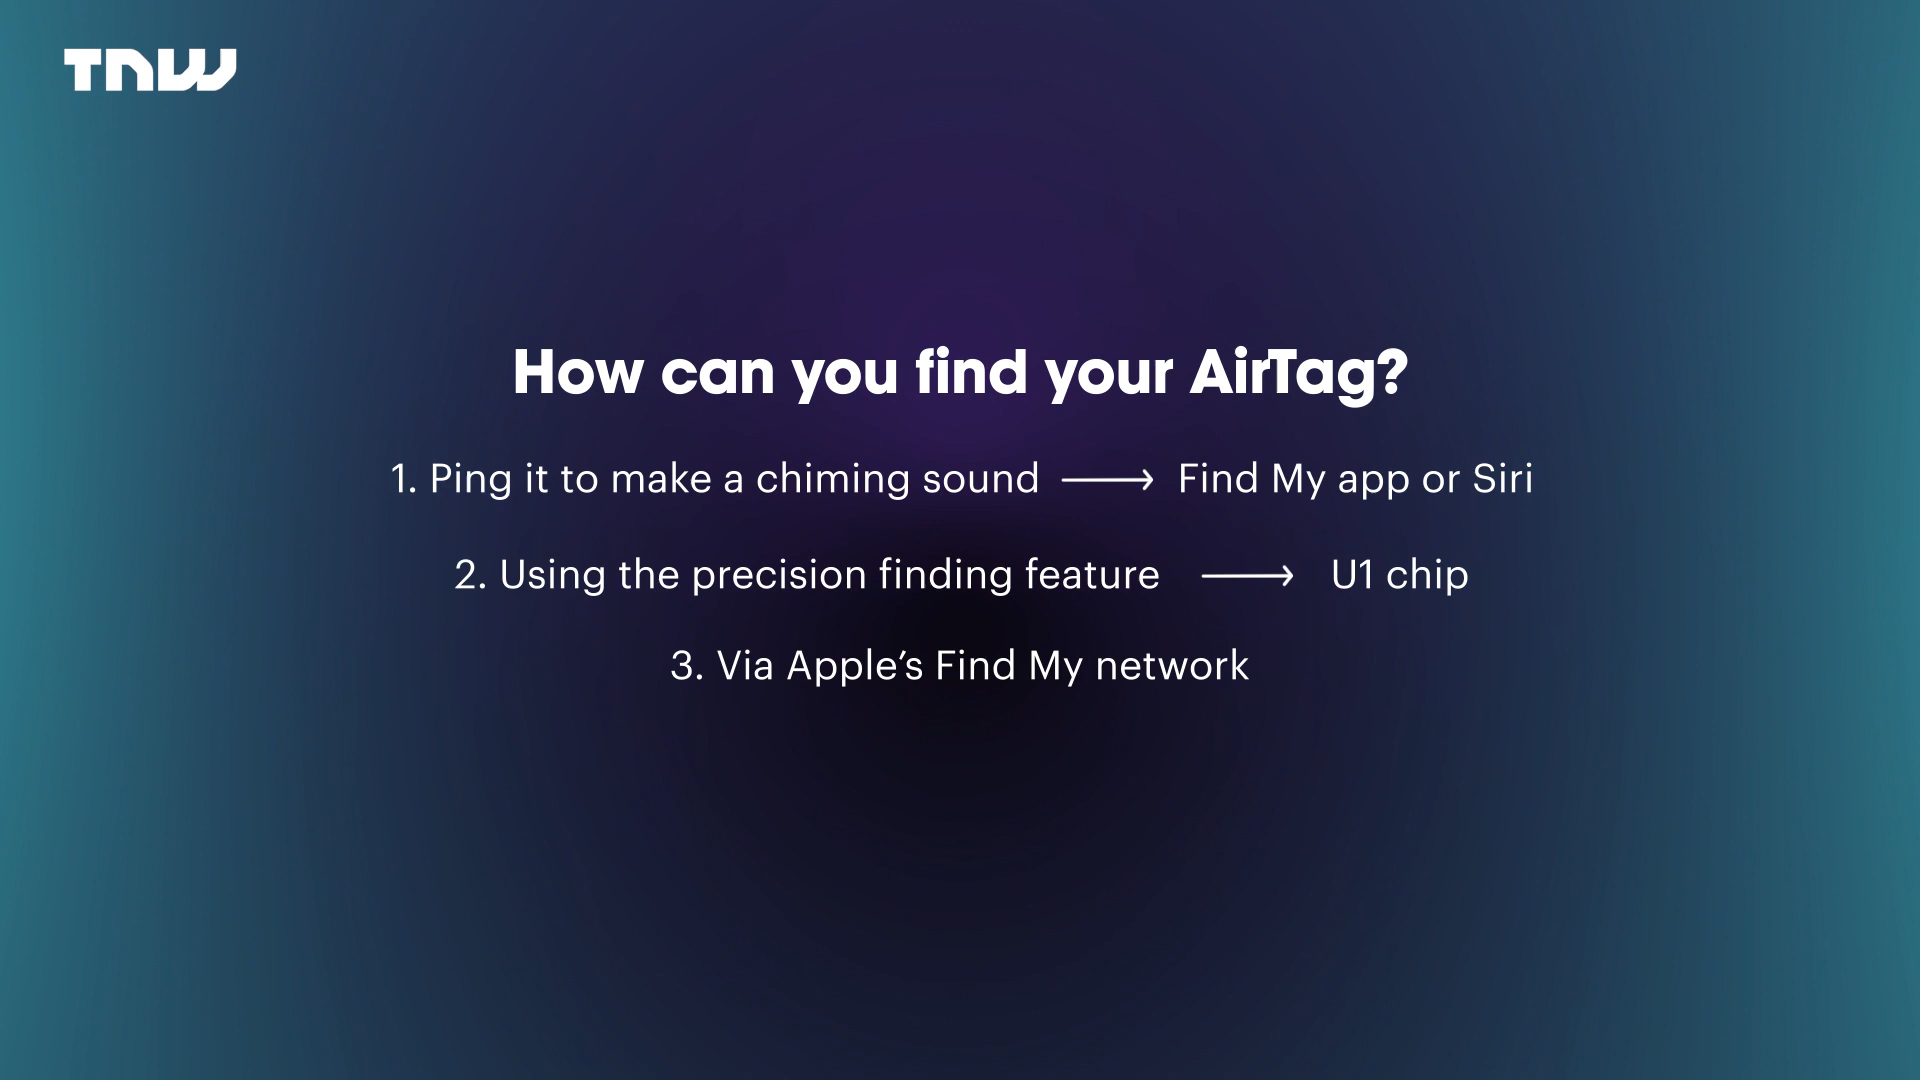 TNW
How can you find your AirTag?
1. Ping it to make a chiming sound ⟶ Find My app or Siri
2. Using the precision finding feature ⟶ U1 chip
3. Via Apple’s Find My network